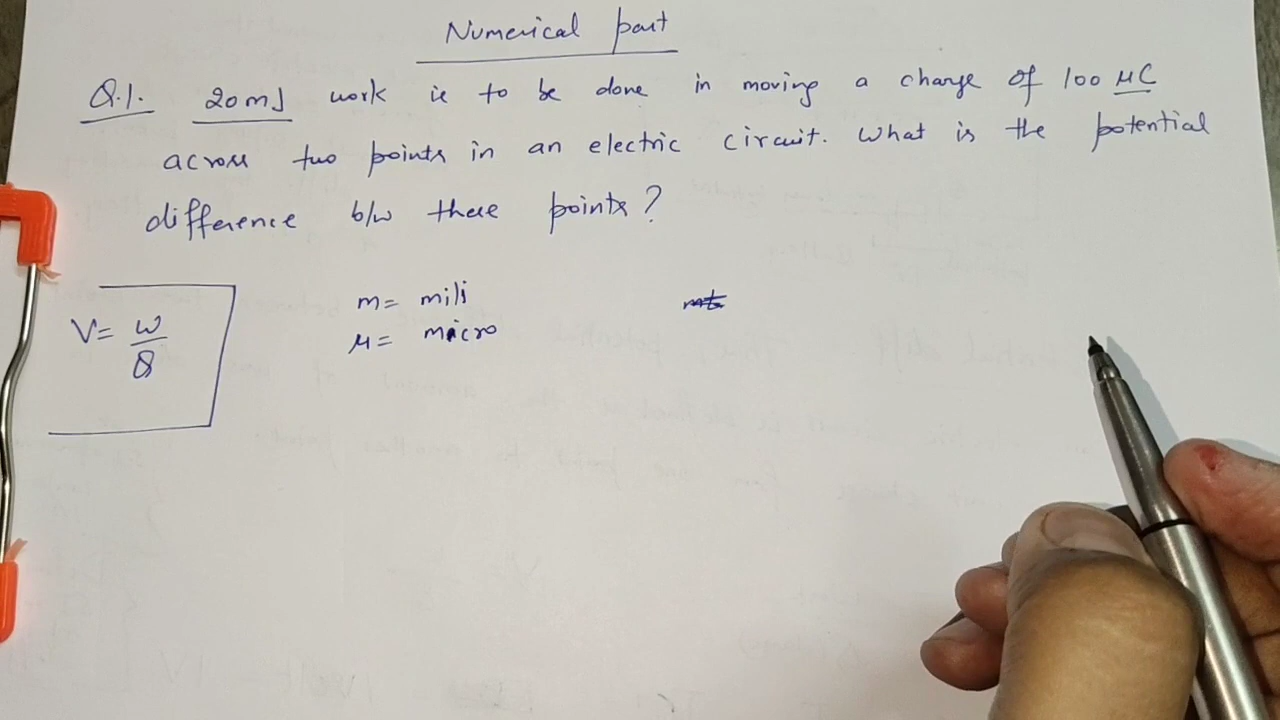 Numerical part
Q.1. 20mJ work is to be done in moving a charge of 100 μC
across two points in an electric circuit. What is the potential
difference b/w these points?
V= W/Q
m= mili
μ= micro